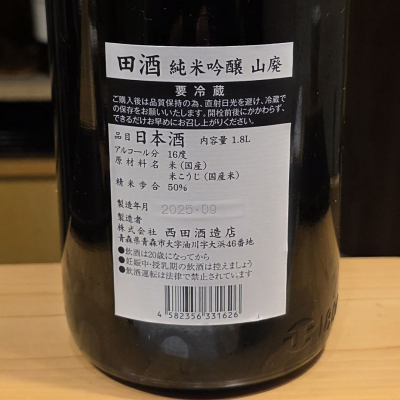 田酒 純米吟醸 山廃
要冷蔵
ご購入後は品質保持の為、直射日光を避け、冷蔵で
の保存をお願いいたします。開栓前後にかかわらず、
できるだけお早めにお召し上がりください。
品目 日本酒 内容量 1.8L
アルコール分 16度
原材料名 米(国産)
米こうじ(国産米)
精米歩合 50%
製造年月 2025・09
製造者
株式会社 西田酒造店
青森県青森市大字油川字大浜46番地
●飲酒は20歳になってから
●妊娠中・授乳期の飲酒は控えましょう
●飲酒運転は法律で禁止されています
4 582356 331626